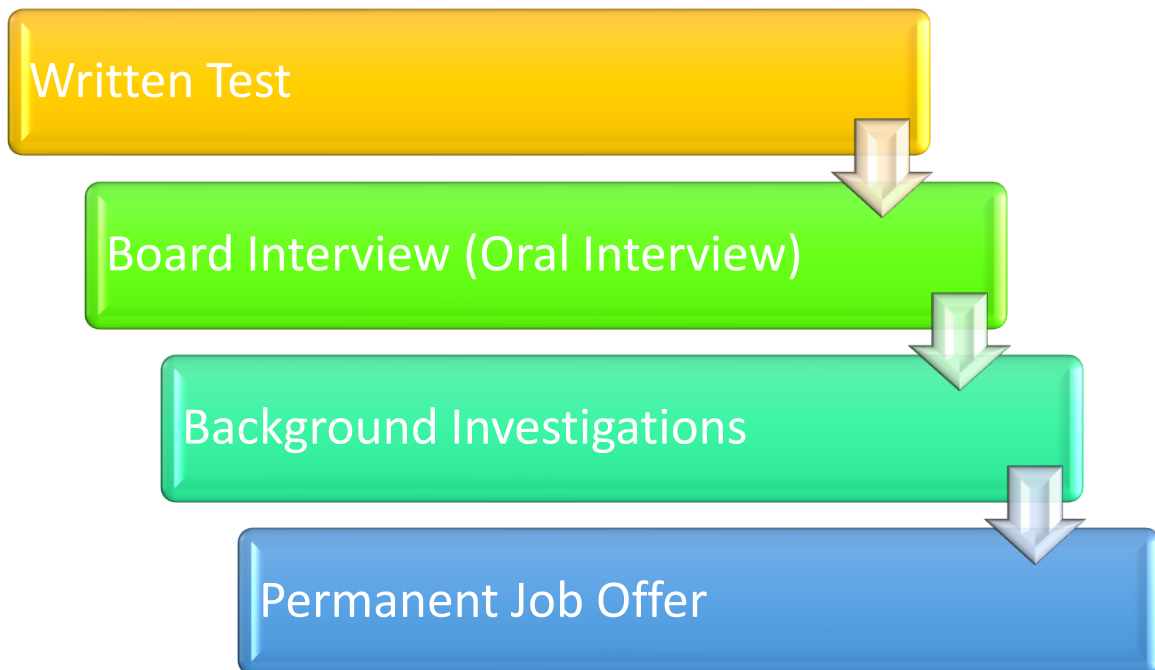 Written Test
Board Interview (Oral Interview)
Background Investigations
Permanent Job Offer